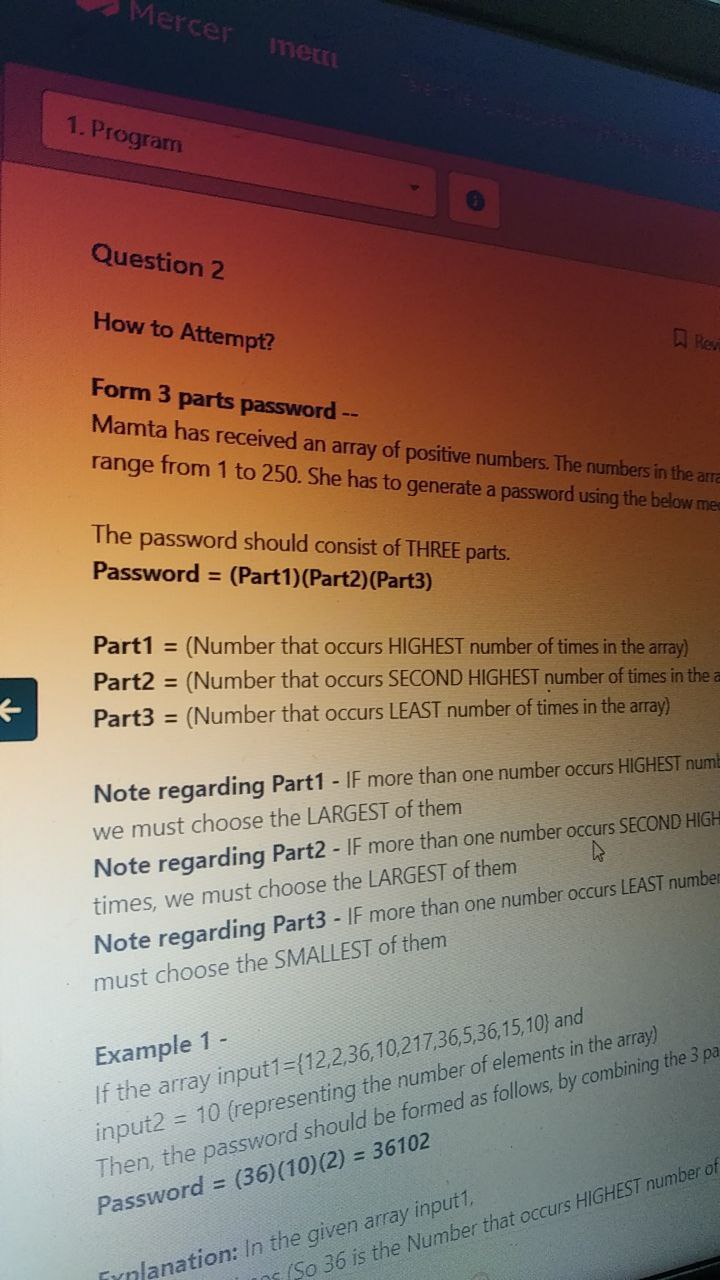 Mercer mettl
1. Program
Question 2
How to Attempt?
Form 3 parts password --
Mamta has received an array of positive numbers. The numbers in the
range from 1 to 250. She has to generate a password using the below
The password should consist of THREE parts.
Password = (Part1)(Part2)(Part3)
Part1 = (Number that occurs HIGHEST number of times in the array)
Part2 = (Number that occurs SECOND HIGHEST number of times in the a
Part3 = (Number that occurs LEAST number of times in the array)
Note regarding Part1 - IF more than one number occurs HIGHEST
we must choose the LARGEST of them
Note regarding Part2 - IF more than one number occurs SECOND HIGH
times, we must choose the LARGEST of them
Note regarding Part3 - IF more than one number occurs LEAST number
must choose the SMALLEST of them
Example 1 -
If the array input1={12,2,36,10,217,36,5,36,15,10} and
input2 = 10 (representing the number of elements in the array)
Then, the password should be formed as follows, by combining the 3 pa
Password = (36)(10)(2) = 36102
Explanation: In the given array input1,
(So 36 is the Number that occurs HIGHEST number of